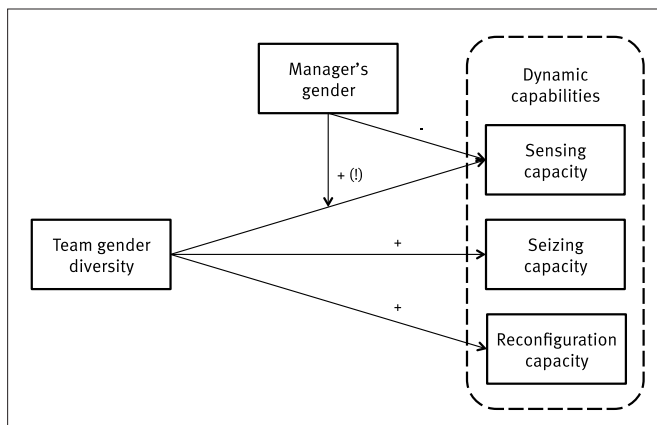 Manager's
gender
Dynamic
capabilities
-
Sensing
capacity
+ (!)
Team gender
diversity
+
Seizing
capacity
+
Reconfiguration
capacity